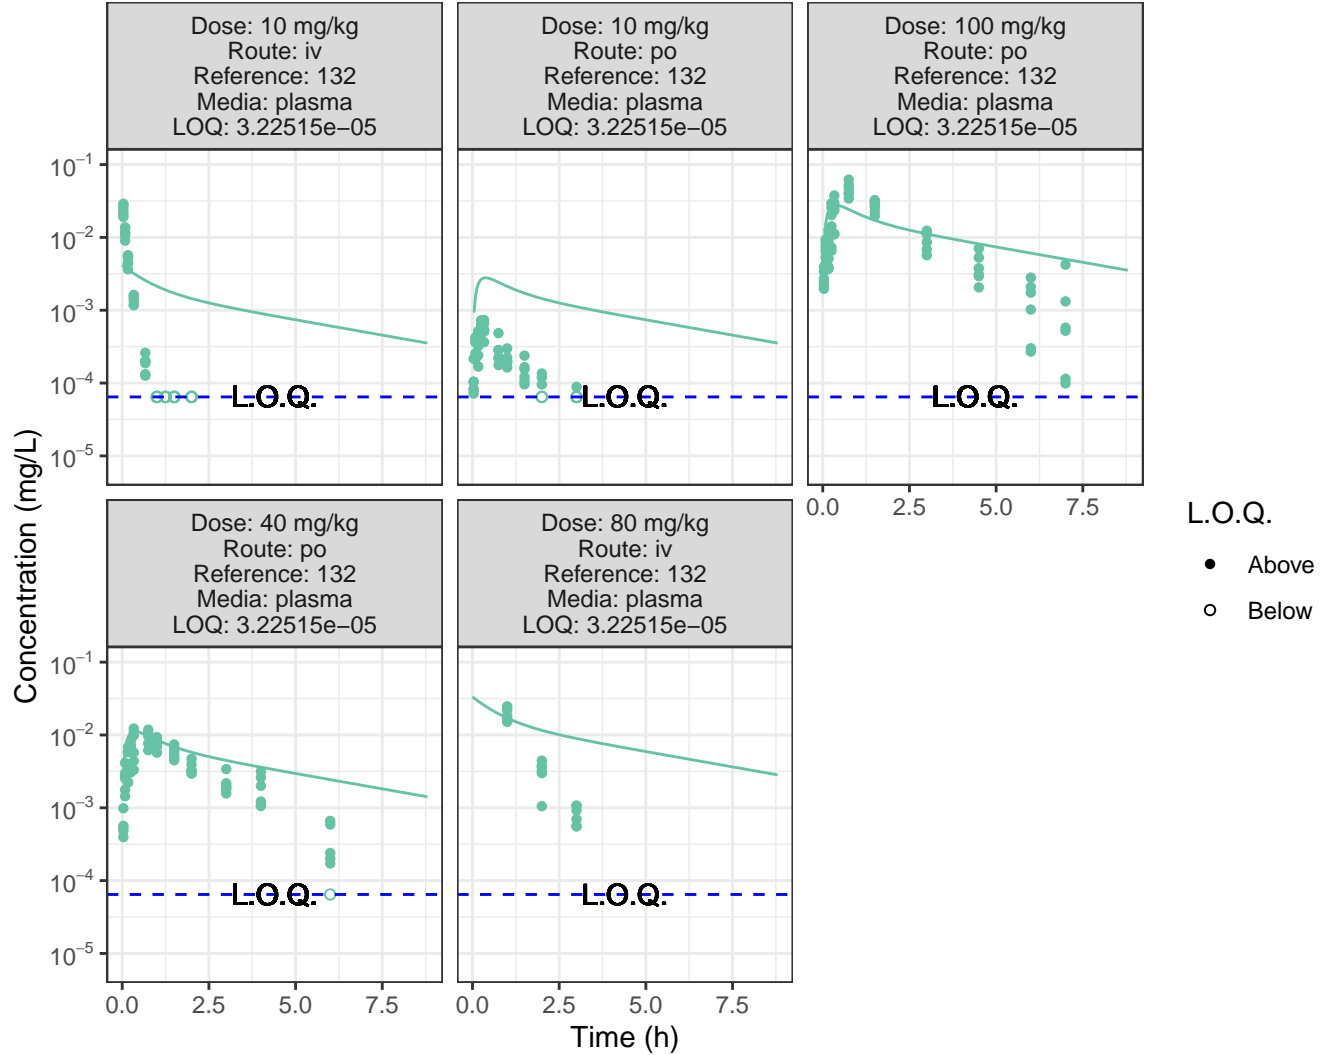 Dose: 10 mg/kg
Route: iv
Reference: 132
Media: plasma
LOQ: 3.22515e−05
Dose: 10 mg/kg
Route: po
Reference: 132
Media: plasma
LOQ: 3.22515e−05
Dose: 100 mg/kg
Route: po
Reference: 132
Media: plasma
LOQ: 3.22515e−05
10⁻¹
10⁻²
10⁻³
10⁻⁴
10⁻⁵
L.O.Q.
L.O.Q.
L.O.Q.
0.0 2.5 5.0 7.5
Dose: 40 mg/kg
Route: po
Reference: 132
Media: plasma
LOQ: 3.22515e−05
Dose: 80 mg/kg
Route: iv
Reference: 132
Media: plasma
LOQ: 3.22515e−05
10⁻¹
10⁻²
10⁻³
10⁻⁴
10⁻⁵
L.O.Q.
L.O.Q.
0.0 2.5 5.0 7.5
0.0 2.5 5.0 7.5
Time (h)
Concentration (mg/L)
L.O.Q.
Above
Below